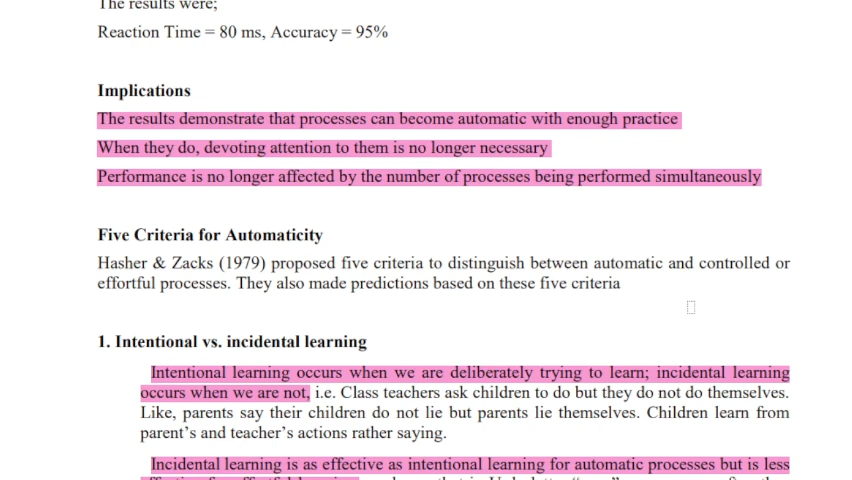 The results were;
Reaction Time = 80 ms, Accuracy = 95%
Implications
The results demonstrate that processes can become automatic with enough practice
When they do, devoting attention to them is no longer necessary
Performance is no longer affected by the number of processes being performed simultaneously
Five Criteria for Automaticity
Hasher & Zacks (1979) proposed five criteria to distinguish between automatic and controlled or
effortful processes. They also made predictions based on these five criteria
1. Intentional vs. incidental learning
Intentional learning occurs when we are deliberately trying to learn; incidental learning
occurs when we are not, i.e. Class teachers ask children to do but they do not do themselves.
Like, parents say their children do not lie but parents lie themselves. Children learn from
parent's and teacher's actions rather saying.
Incidental learning is as effective as intentional learning for automatic processes but is less